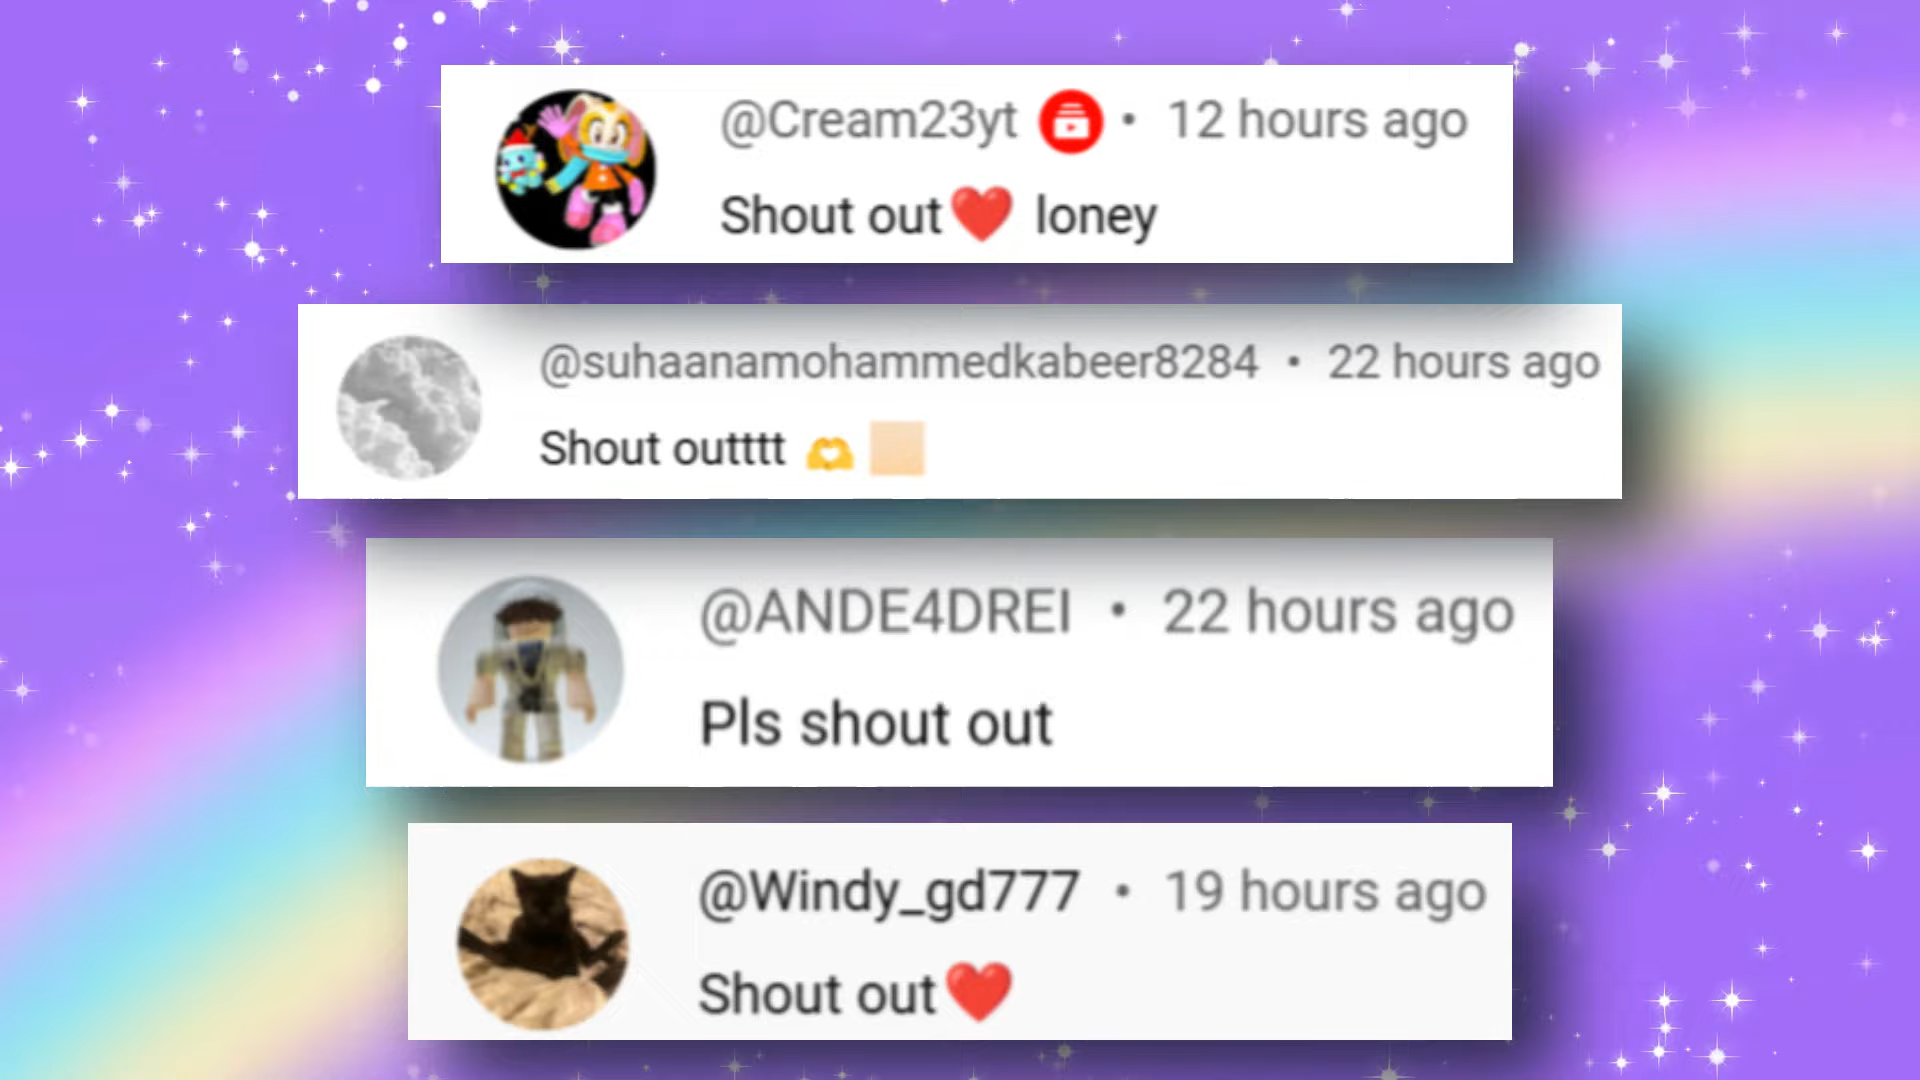 @Cream23yt • 12 hours ago
Shout out❤️ loney
@suhaanamohammedkabeer8284 • 22 hours ago
Shout outttt 🫶🏼
@ANDE4DREI • 22 hours ago
Pls shout out
@Windy_gd777 • 19 hours ago
Shout out❤️